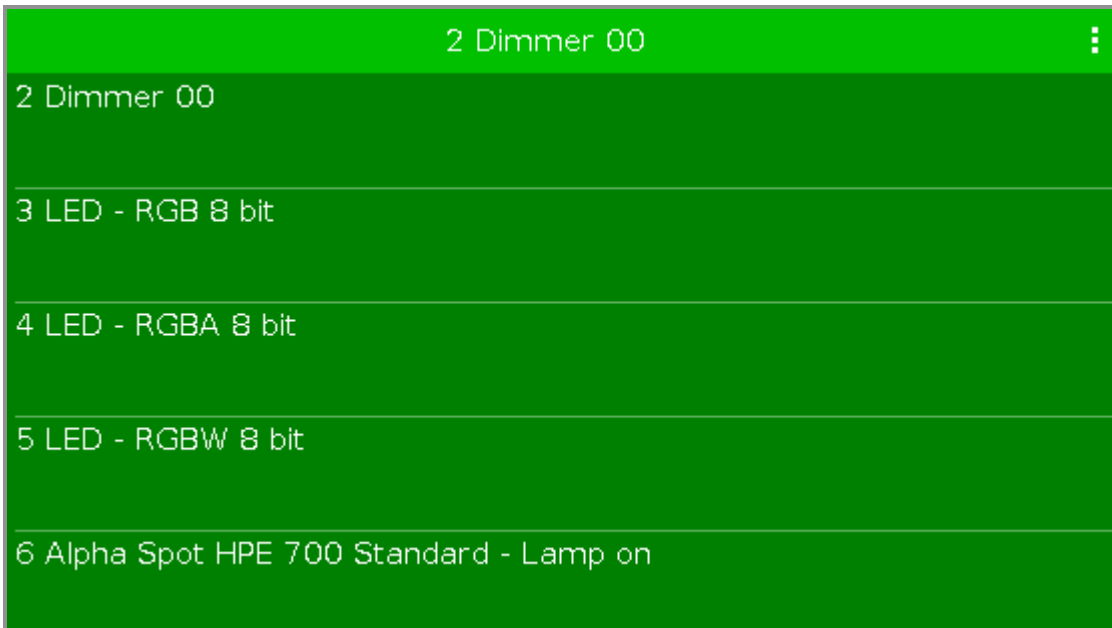 2 Dimmer 00
2 Dimmer 00
3 LED - RGB 8 bit
4 LED - RGBA 8 bit
5 LED - RGBW 8 bit
6 Alpha Spot HPE 700 Standard - Lamp on